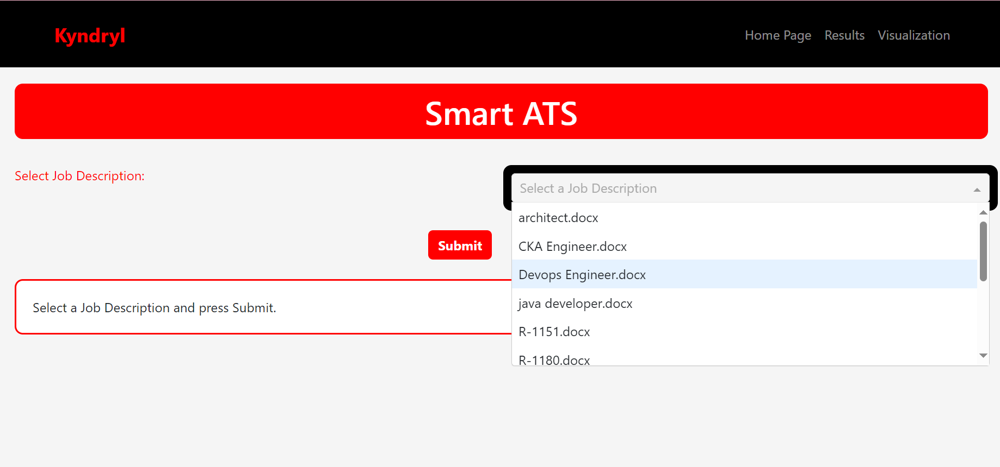 Kyndryl
Home Page Results Visualization
Smart ATS
Select Job Description:
Select a Job Description
architect.docx
CKA Engineer.docx
Devops Engineer.docx
java developer.docx
R-1151.docx
R-1180.docx
Submit
Select a Job Description and press Submit.